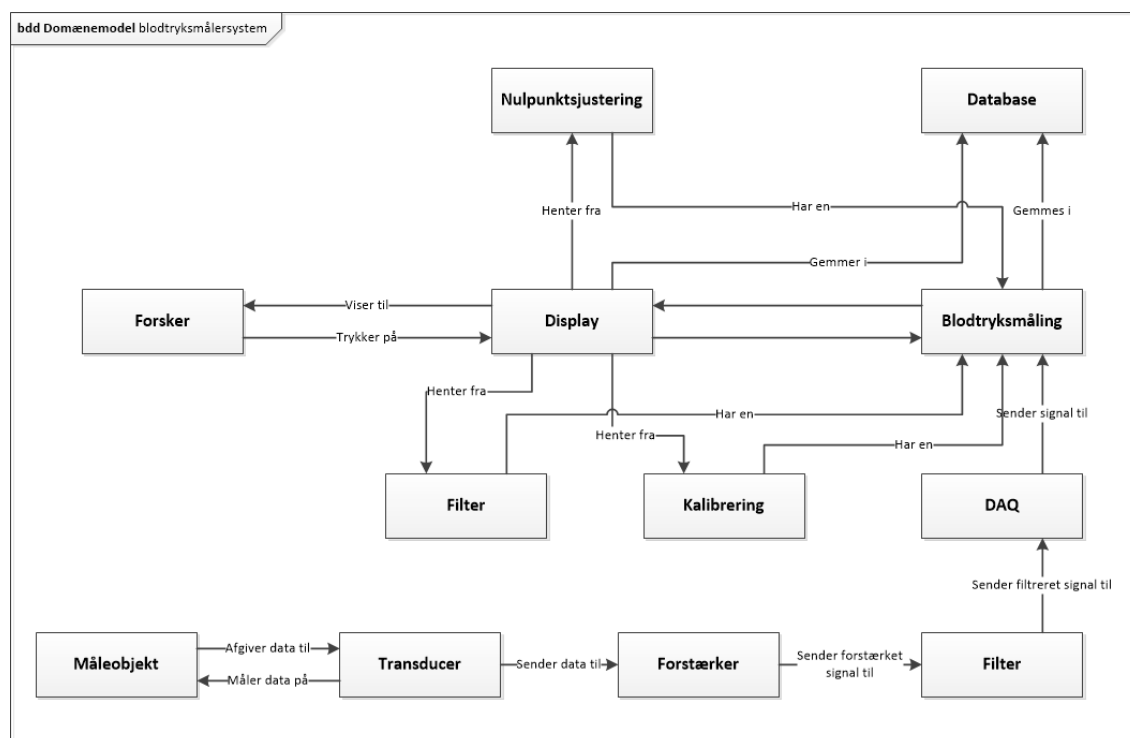 bdd Domænemodel blodtryksmålersystem
Nulpunktsjustering
Database
Henter fra
Har en
Gemmes i
Gemmer i
Forsker
Viser til
Trykker på
Display
Blodtryksmåling
Henter fra
Har en
Sender signal til
Henter fra
Har en
Filter
Kalibrering
DAQ
Sender filtreret signal til
Måleobjekt
Afgiver data til
Måler data på
Transducer
Sender data til
Forstærker
Sender forstærket
signal til
Filter